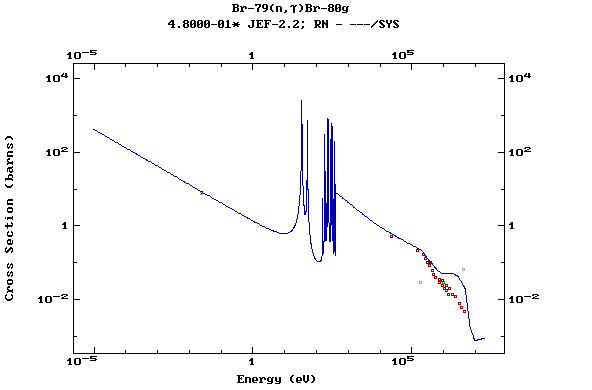 Br-79(n,γ)Br-80g
4.8000-01* JEF-2.2; RN - ---/SYS
10-5 1 10+5
10+4 10+4
10+2 10+2
1 1
10-2 10-2
10-5 1 10+5
Cross Section (barns)
Energy (eV)